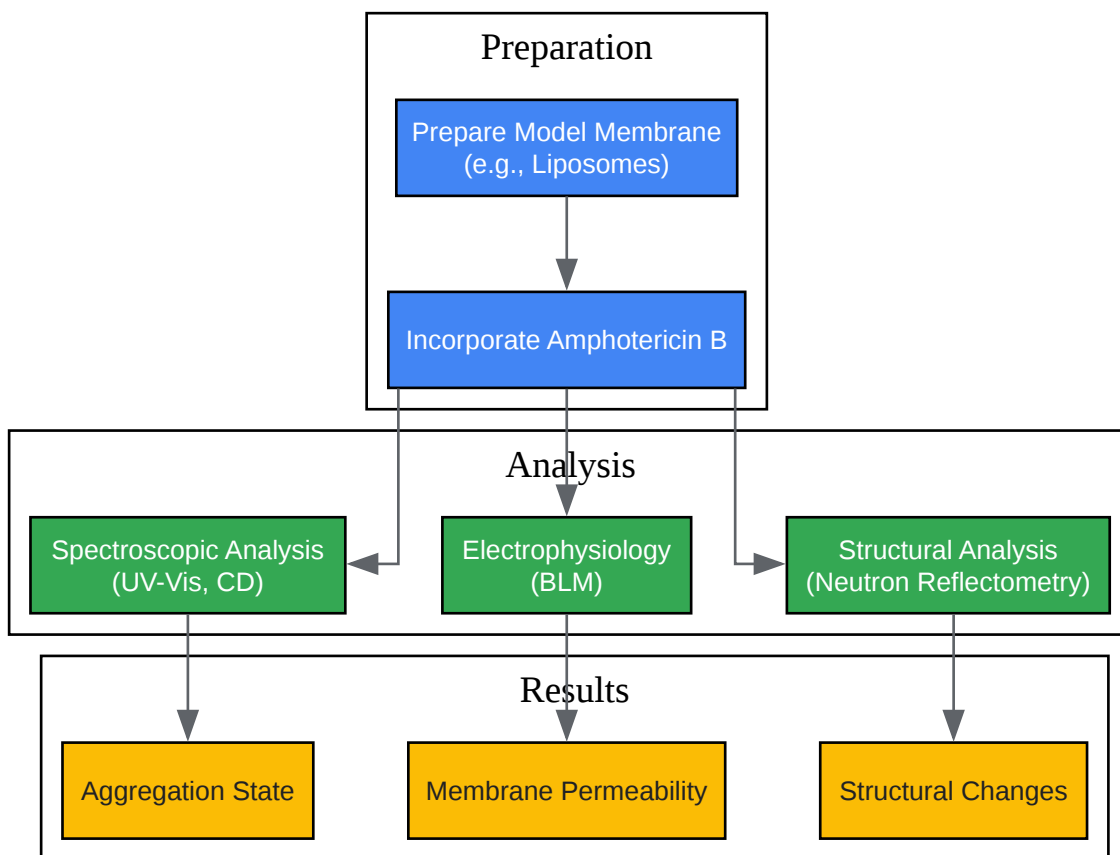 Preparation
Prepare Model Membrane
(e.g., Liposomes)
Incorporate Amphotericin B
Analysis
Spectroscopic Analysis
(UV-Vis, CD)
Electrophysiology
(BLM)
Structural Analysis
(Neutron Reflectometry)
Results
Aggregation State
Membrane Permeability
Structural Changes